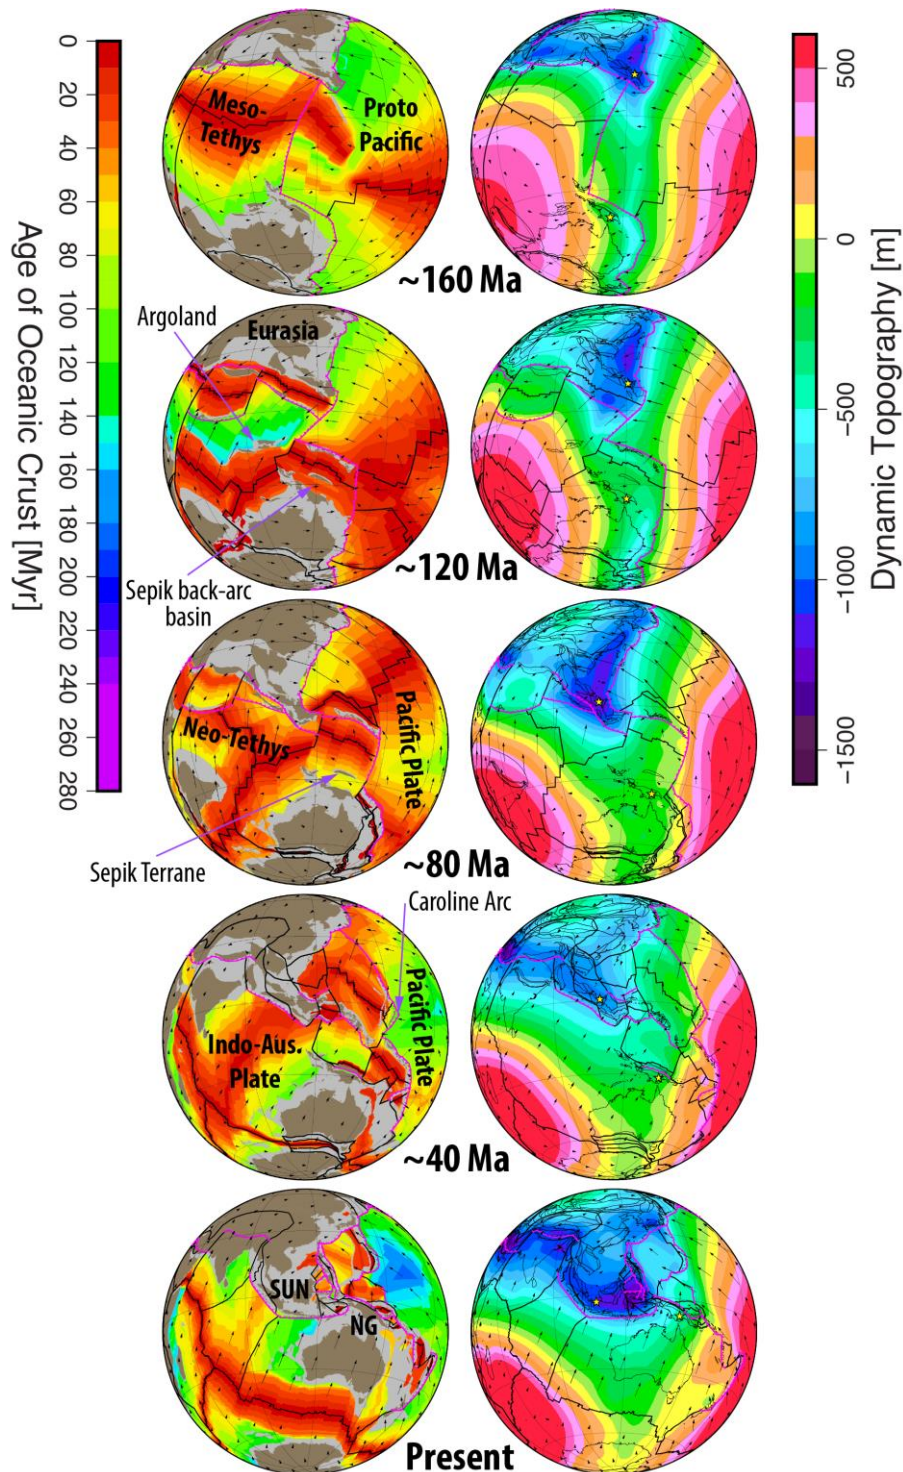 0
20
40
60
80
100
120
140
160
180
200
220
240
260
280
Age of Oceanic Crust [Myr]
500
0
−500
−1000
−1500
Dynamic Topography [m]
Meso-
Tethys
Proto
Pacific
~160 Ma
Argoland
Eurasia
Sepik back-arc
basin
~120 Ma
Neo-Tethys
Pacific Plate
Sepik Terrane
~80 Ma
Caroline Arc
Pacific Plate
Indo-Aus.
Plate
~40 Ma
SUN
NG
Present